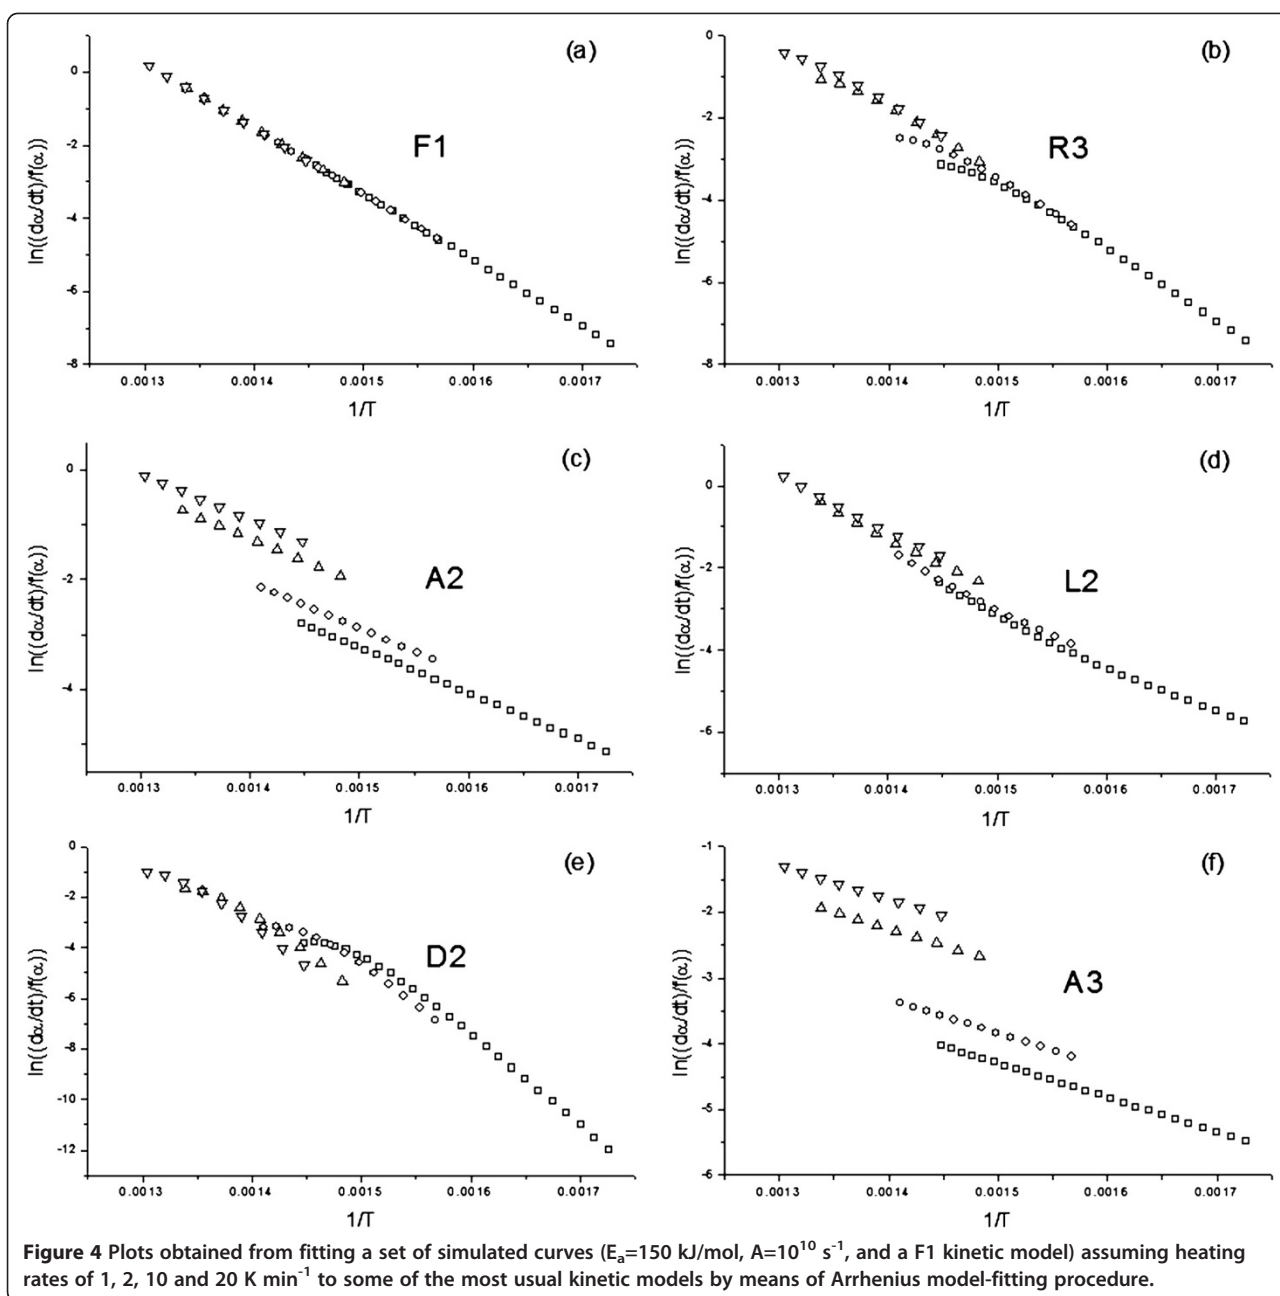 (a)
F1
ln((dα/dt)/f(α))
0
-2
-4
-6
-8
0.0013 0.0014 0.0015 0.0016 0.0017
1/T
(b)
R3
ln((dα/dt)/f(α))
0
-2
-4
-6
-8
0.0013 0.0014 0.0015 0.0016 0.0017
1/T
(c)
A2
ln((dα/dt)/f(α))
0
-2
-4
0.0013 0.0014 0.0015 0.0016 0.0017
1/T
(d)
L2
ln((dα/dt)/f(α))
0
-2
-4
-6
0.0013 0.0014 0.0015 0.0016 0.0017
1/T
(e)
D2
ln((dα/dt)/f(α))
0
-2
-4
-6
-8
-10
-12
0.0013 0.0014 0.0015 0.0016 0.0017
1/T
(f)
A3
ln((dα/dt)/f(α))
-1
-2
-3
-4
-5
-6
0.0013 0.0014 0.0015 0.0016 0.0017
1/T
Figure 4 Plots obtained from fitting a set of simulated curves (Eₐ=150 kJ/mol, A=10¹⁰ s⁻¹, and a F1 kinetic model) assuming heating
rates of 1, 2, 10 and 20 K min⁻¹ to some of the most usual kinetic models by means of Arrhenius model-fitting procedure.